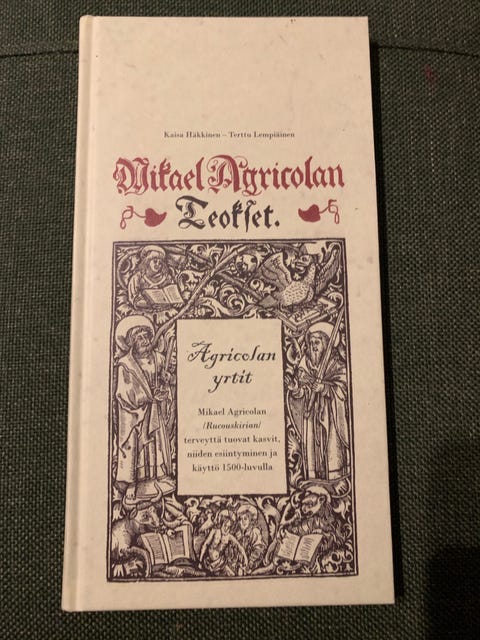 Kaisa Häkkinen – Terttu Lempiäinen
Mikael Agricolan
Teokset.
Agricolan
yrtit
Mikael Agricolan
/Rucouskirian/
terveyttä tuovat kasvit,
niiden esiintyminen ja
käyttö 1500-luvulla